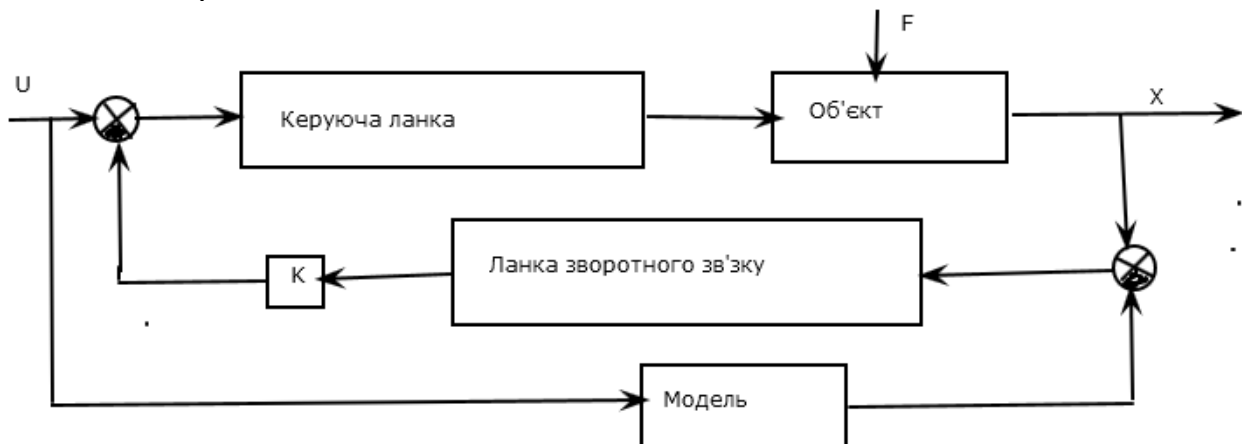 F
U
X
Керуюча ланка
Об'єкт
Ланка зворотного зв'зку
K
Модель